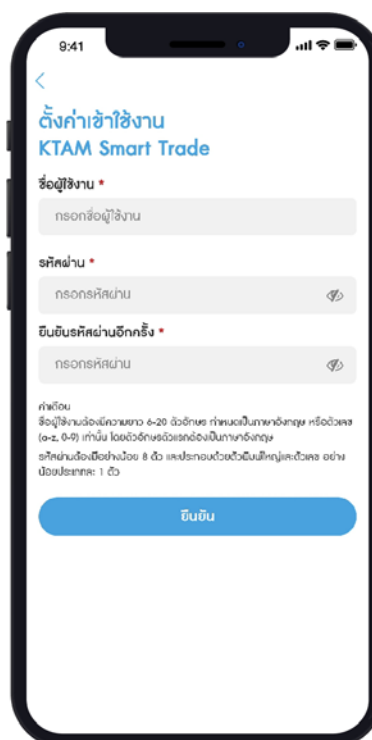 9:41
ตั้งค่าเข้าใช้งาน
KTAM Smart Trade
ชื่อผู้ใช้งาน *
กรอกชื่อผู้ใช้งาน
รหัสผ่าน *
กรอกรหัสผ่าน
ยืนยันรหัสผ่านอีกครั้ง *
กรอกรหัสผ่าน
คำเตือน
ชื่อผู้ใช้งานต้องมีความยาว 6-20 ตัวอักษร กำหนดเป็นภาษาอังกฤษ หรือตัวเลข
(a-z, 0-9) เท่านั้น โดยตัวอักษรตัวแรกต้องเป็นภาษาอังกฤษ
รหัสผ่านต้องมีอย่างน้อย 8 ตัว และประกอบด้วยตัวพิมพ์ใหญ่และตัวเลข อย่าง
น้อยประเภทละ 1 ตัว
ยืนยัน